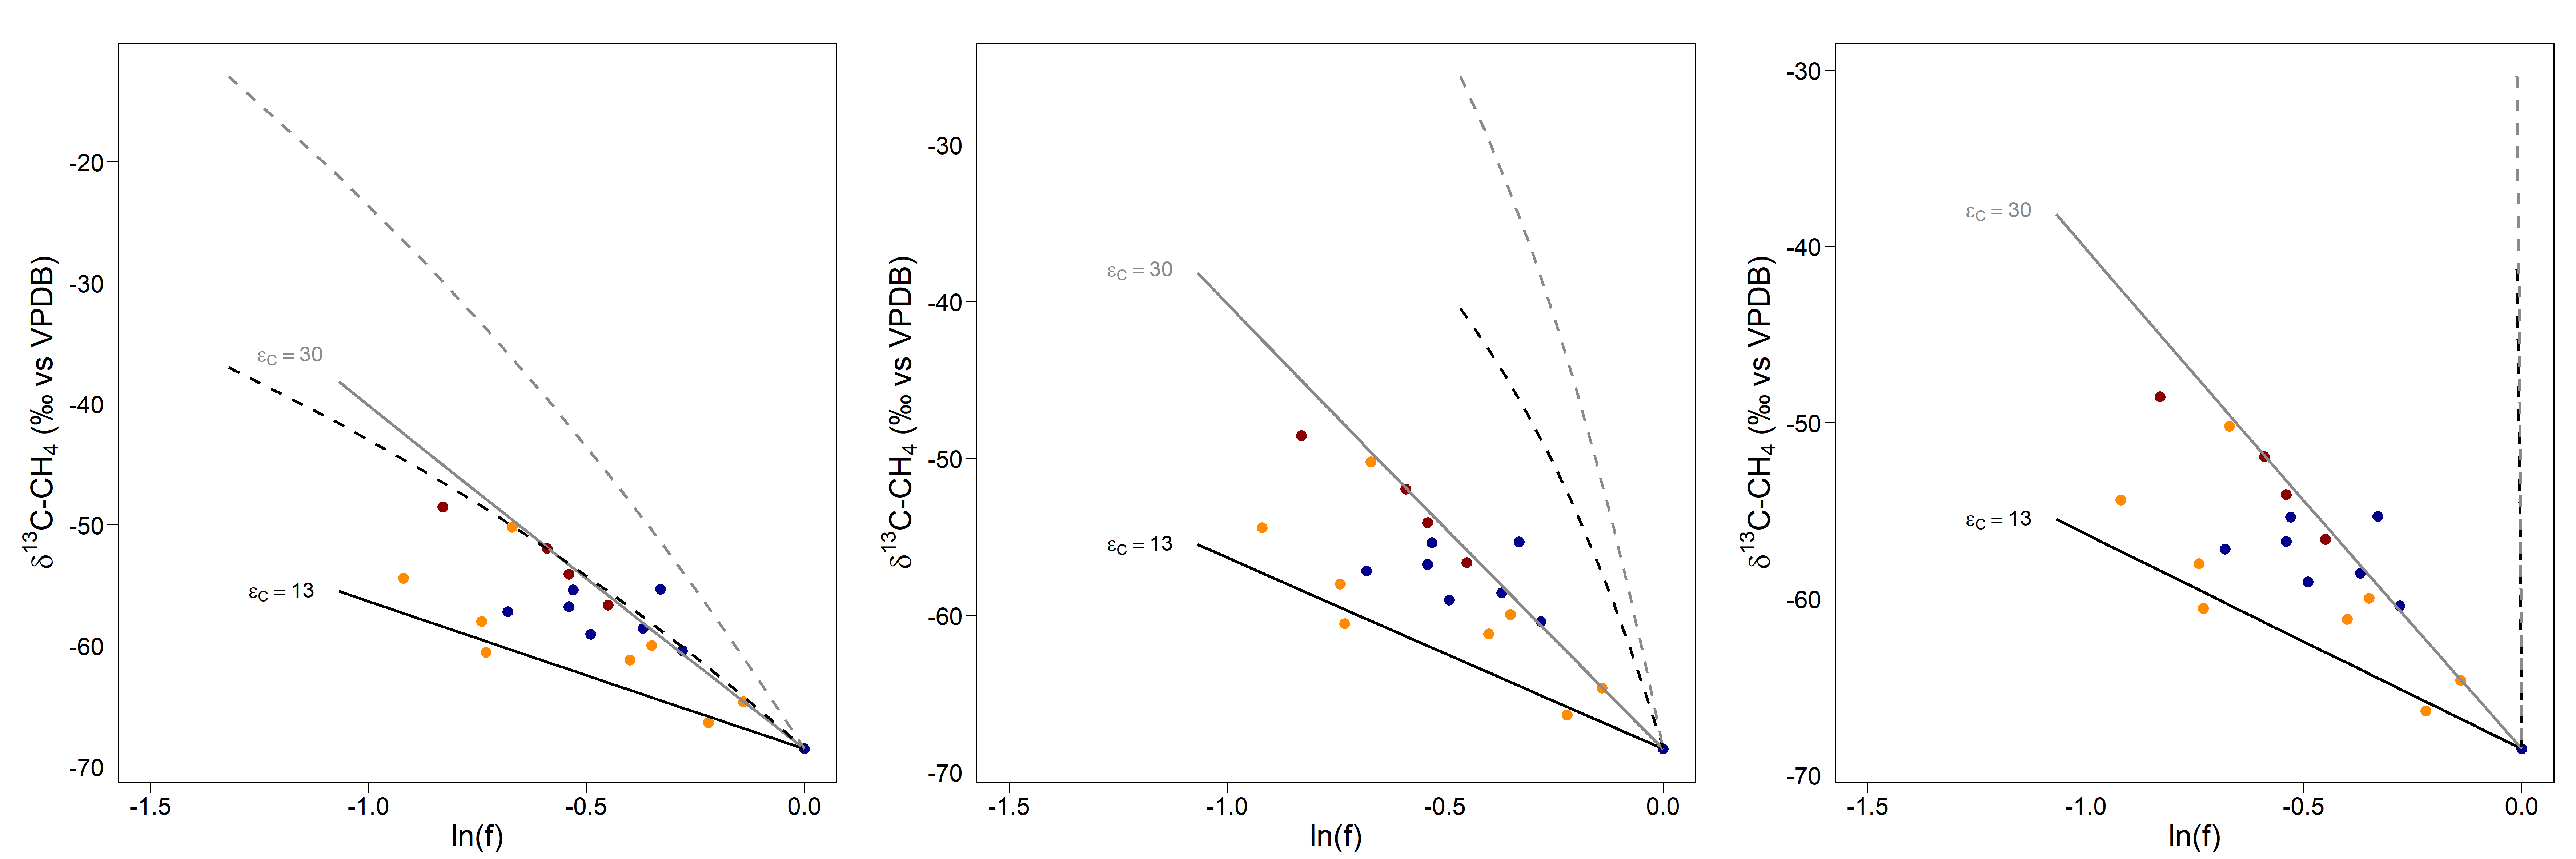 δ¹³C-CH₄ (‰ vs VPDB)
-20
-30
-40
-50
-60
-70
εC = 30
εC = 13
-1.5
-1.0
-0.5
0.0
ln(f)
δ¹³C-CH₄ (‰ vs VPDB)
-30
-40
-50
-60
-70
εC = 30
εC = 13
-1.5
-1.0
-0.5
0.0
ln(f)
δ¹³C-CH₄ (‰ vs VPDB)
-30
-40
-50
-60
-70
εC = 30
εC = 13
-1.5
-1.0
-0.5
0.0
ln(f)